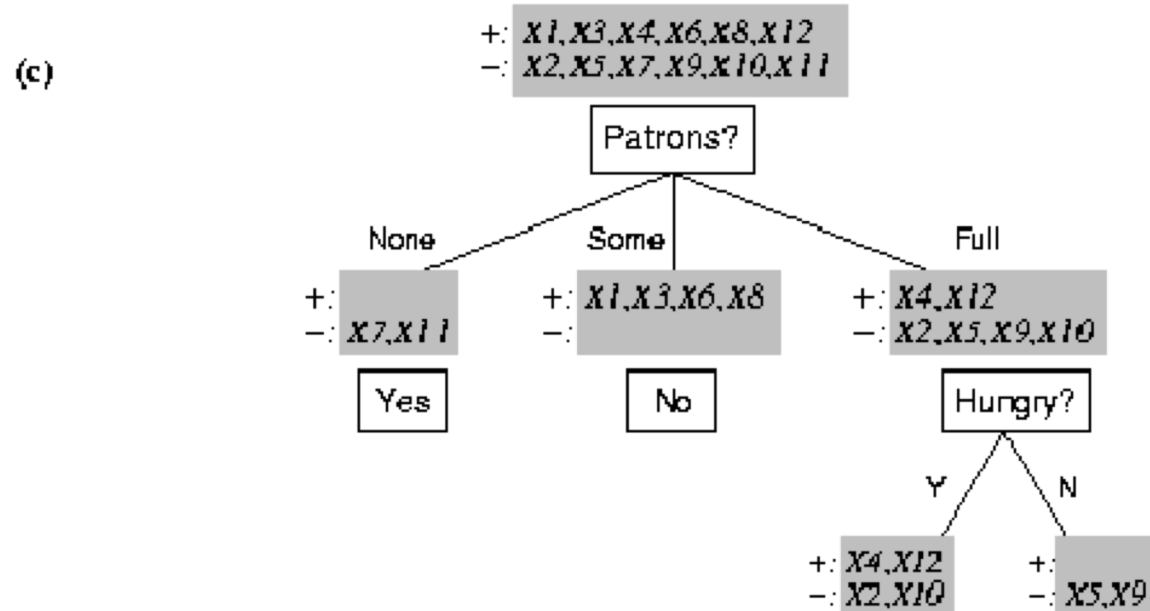 +: X1,X3,X4,X6,X8,X12
(c)
−: X2,X5,X7,X9,X10,X11
Patrons?
None
Some
Full
+:
−: X7,X11
+: X1,X3,X6,X8
−:
+: X4,X12
−: X2,X5,X9,X10
Yes
No
Hungry?
Y
N
+: X4,X12
−: X2,X10
+:
−: X5,X9